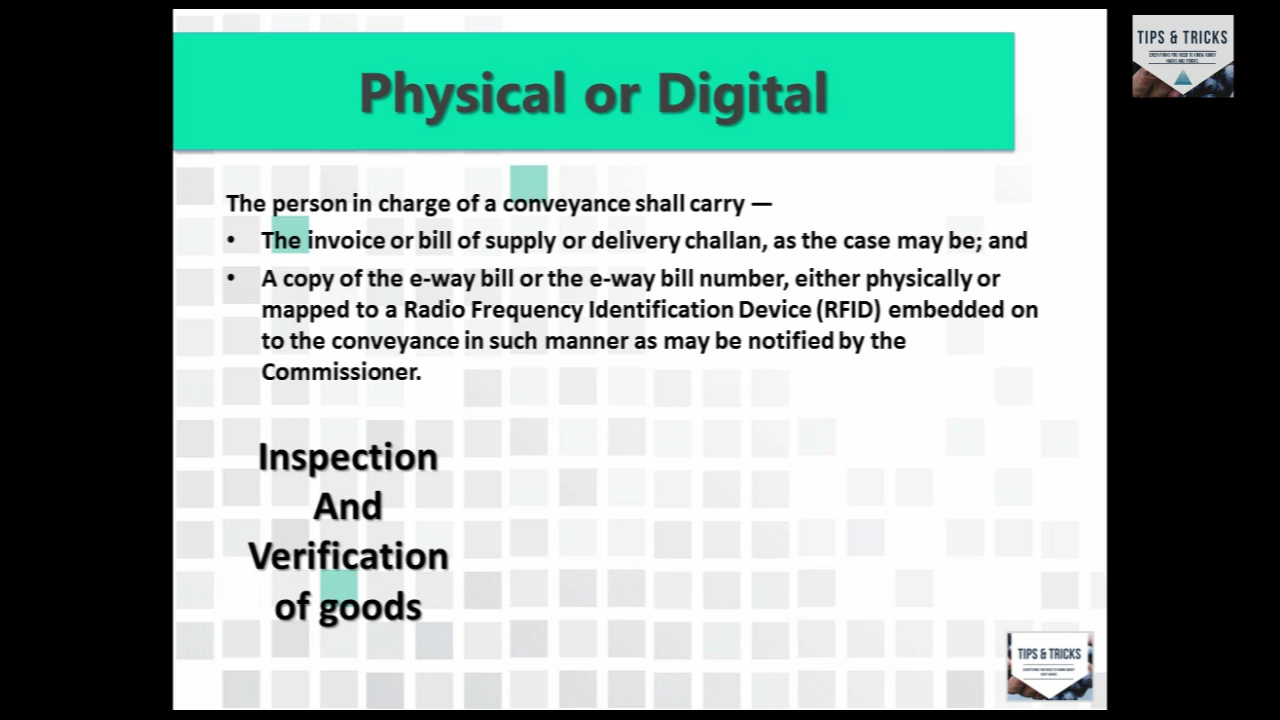 TIPS & TRICKS
Physical or Digital
The person in charge of a conveyance shall carry —
• The invoice or bill of supply or delivery challan, as the case may be; and
• A copy of the e-way bill or the e-way bill number, either physically or
mapped to a Radio Frequency Identification Device (RFID) embedded on
to the conveyance in such manner as may be notified by the
Commissioner.
Inspection
And
Verification
of goods
TIPS & TRICKS